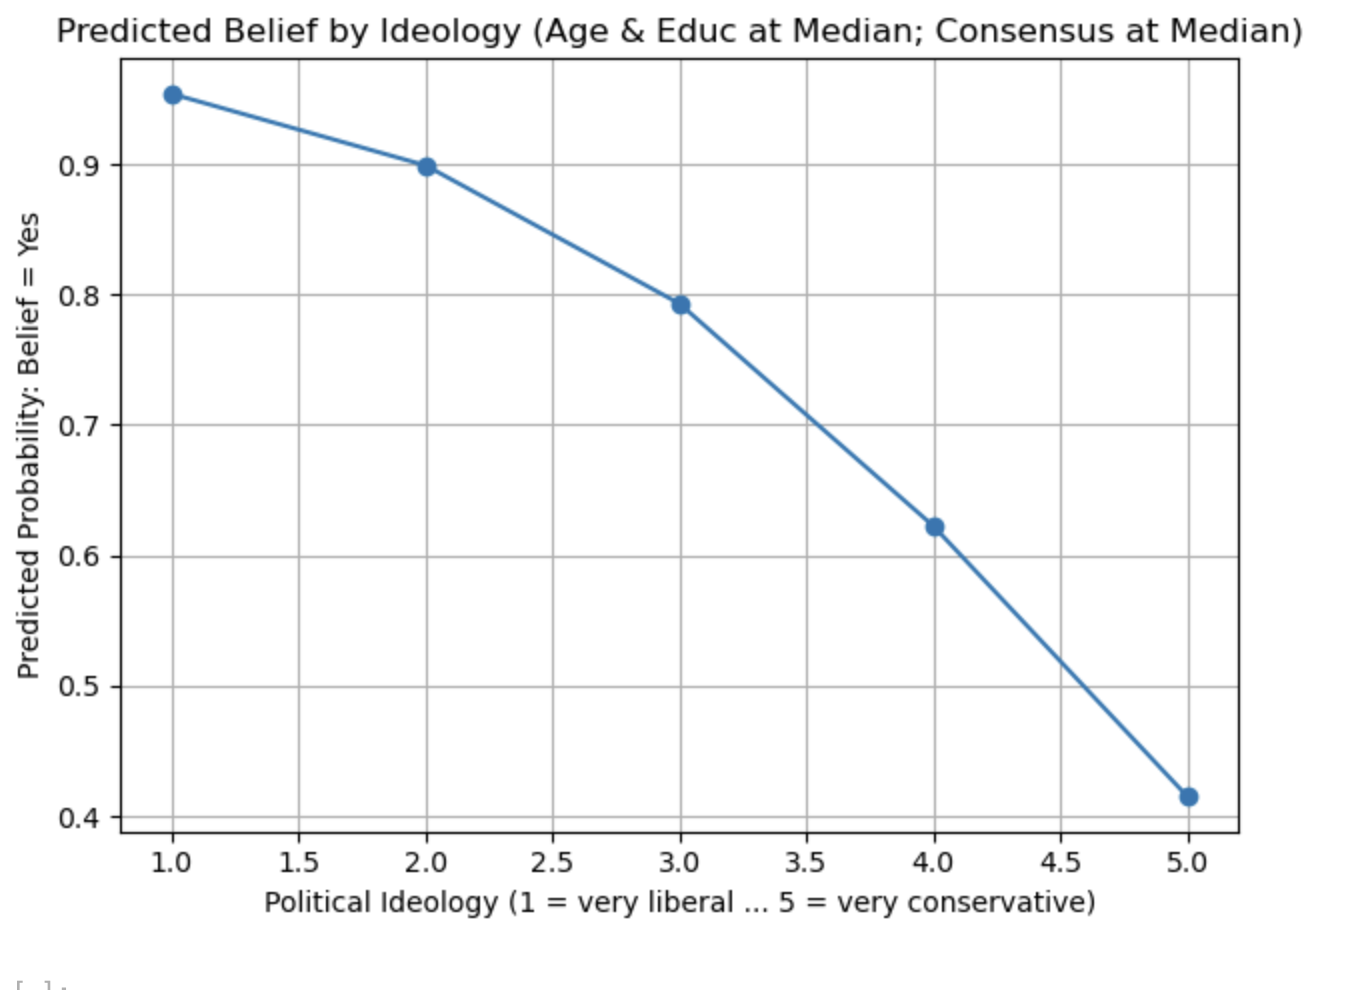 Predicted Belief by Ideology (Age & Educ at Median; Consensus at Median)
Predicted Probability: Belief = Yes
0.9
0.8
0.7
0.6
0.5
0.4
1.0 1.5 2.0 2.5 3.0 3.5 4.0 4.5 5.0
Political Ideology (1 = very liberal ... 5 = very conservative)